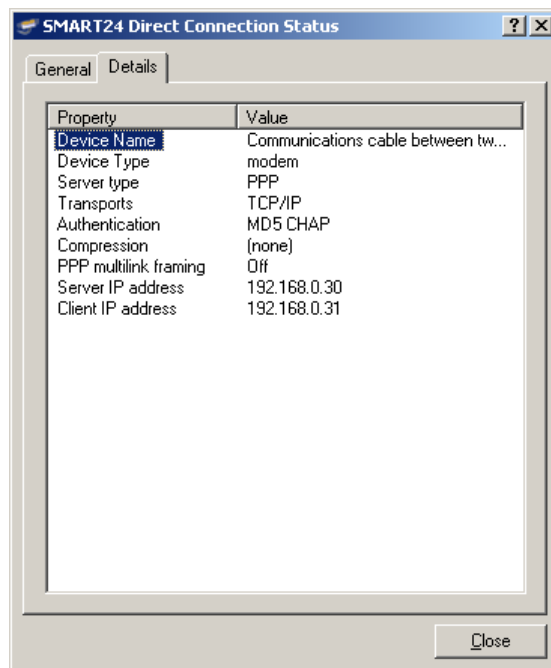 SMART24 Direct Connection Status
General Details
Property Value
Device Name Communications cable between tw...
Device Type modem
Server type PPP
Transports TCP/IP
Authentication MD5 CHAP
Compression (none)
PPP multilink framing Off
Server IP address 192.168.0.30
Client IP address 192.168.0.31
Close